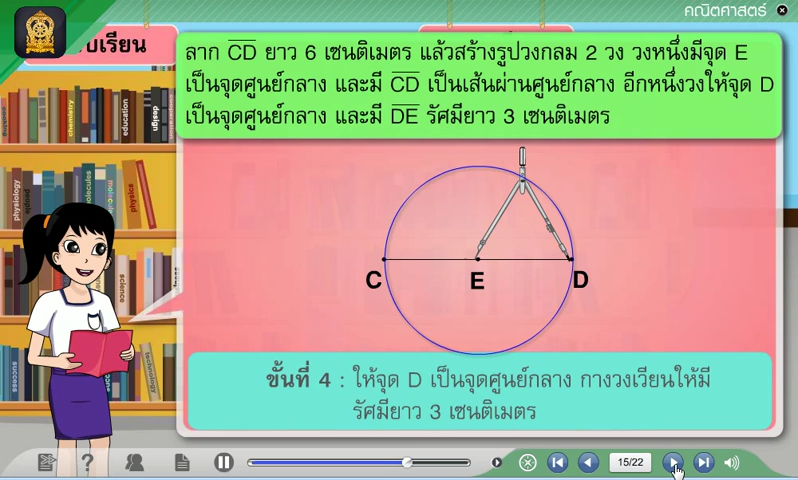 คณิตศาสตร์
บเรียน
ลาก CD ยาว 6 เซนติเมตร แล้วสร้างรูปวงกลม 2 วง วงหนึ่งมีจุด E
เป็นจุดศูนย์กลาง และมี CD เป็นเส้นผ่านศูนย์กลาง อีกหนึ่งวงให้จุด D
เป็นจุดศูนย์กลาง และมี DE รัศมียาว 3 เซนติเมตร
chemistry
education
design
physiology
molecules
physics
science
technology
success
C
E
D
ขั้นที่ 4 : ให้จุด D เป็นจุดศูนย์กลาง กางวงเวียนให้มี
รัศมียาว 3 เซนติเมตร
15/22